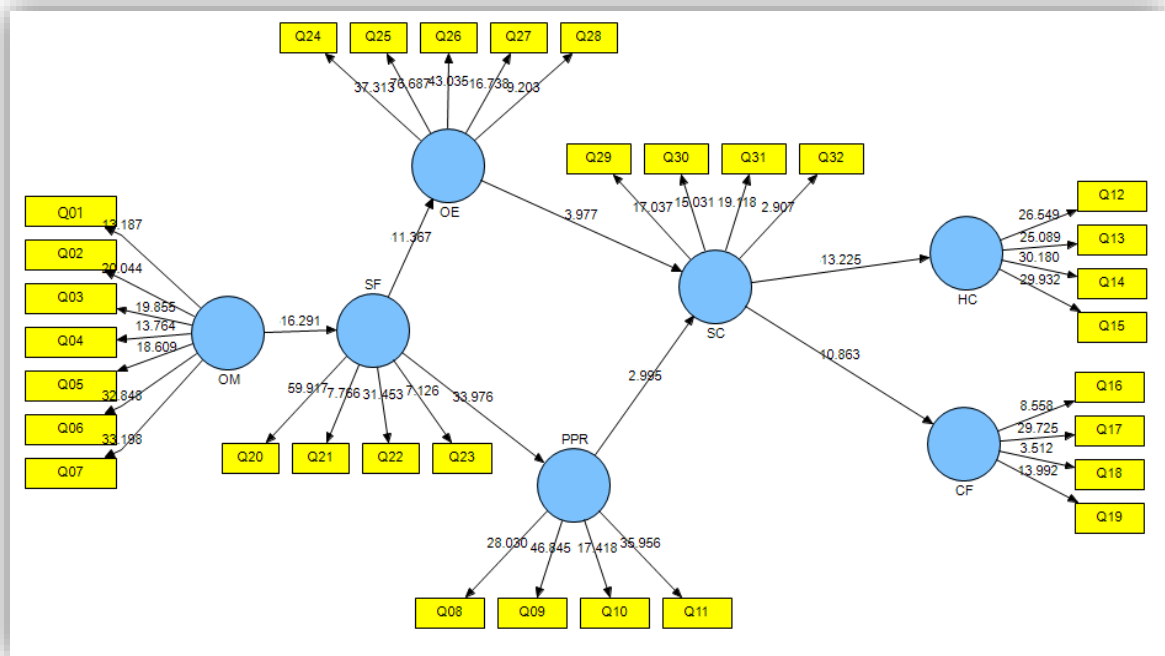 Q24
Q25
Q26
Q27
Q28
37.313
76.687
43.035
16.738
9.203
OE
Q29
Q30
Q31
Q32
17.037
15.031
19.118
2.907
3.977
11.367
Q01
Q02
Q03
Q04
Q05
Q06
Q07
13.187
20.044
19.855
13.764
18.609
32.848
33.198
OM
16.291
SF
59.917
7.766
31.453
7.126
33.976
Q20
Q21
Q22
Q23
SC
13.225
10.863
2.995
HC
26.549
25.089
30.180
29.932
Q12
Q13
Q14
Q15
CF
8.558
29.725
3.512
13.992
Q16
Q17
Q18
Q19
PPR
28.030
46.845
17.418
35.956
Q08
Q09
Q10
Q11